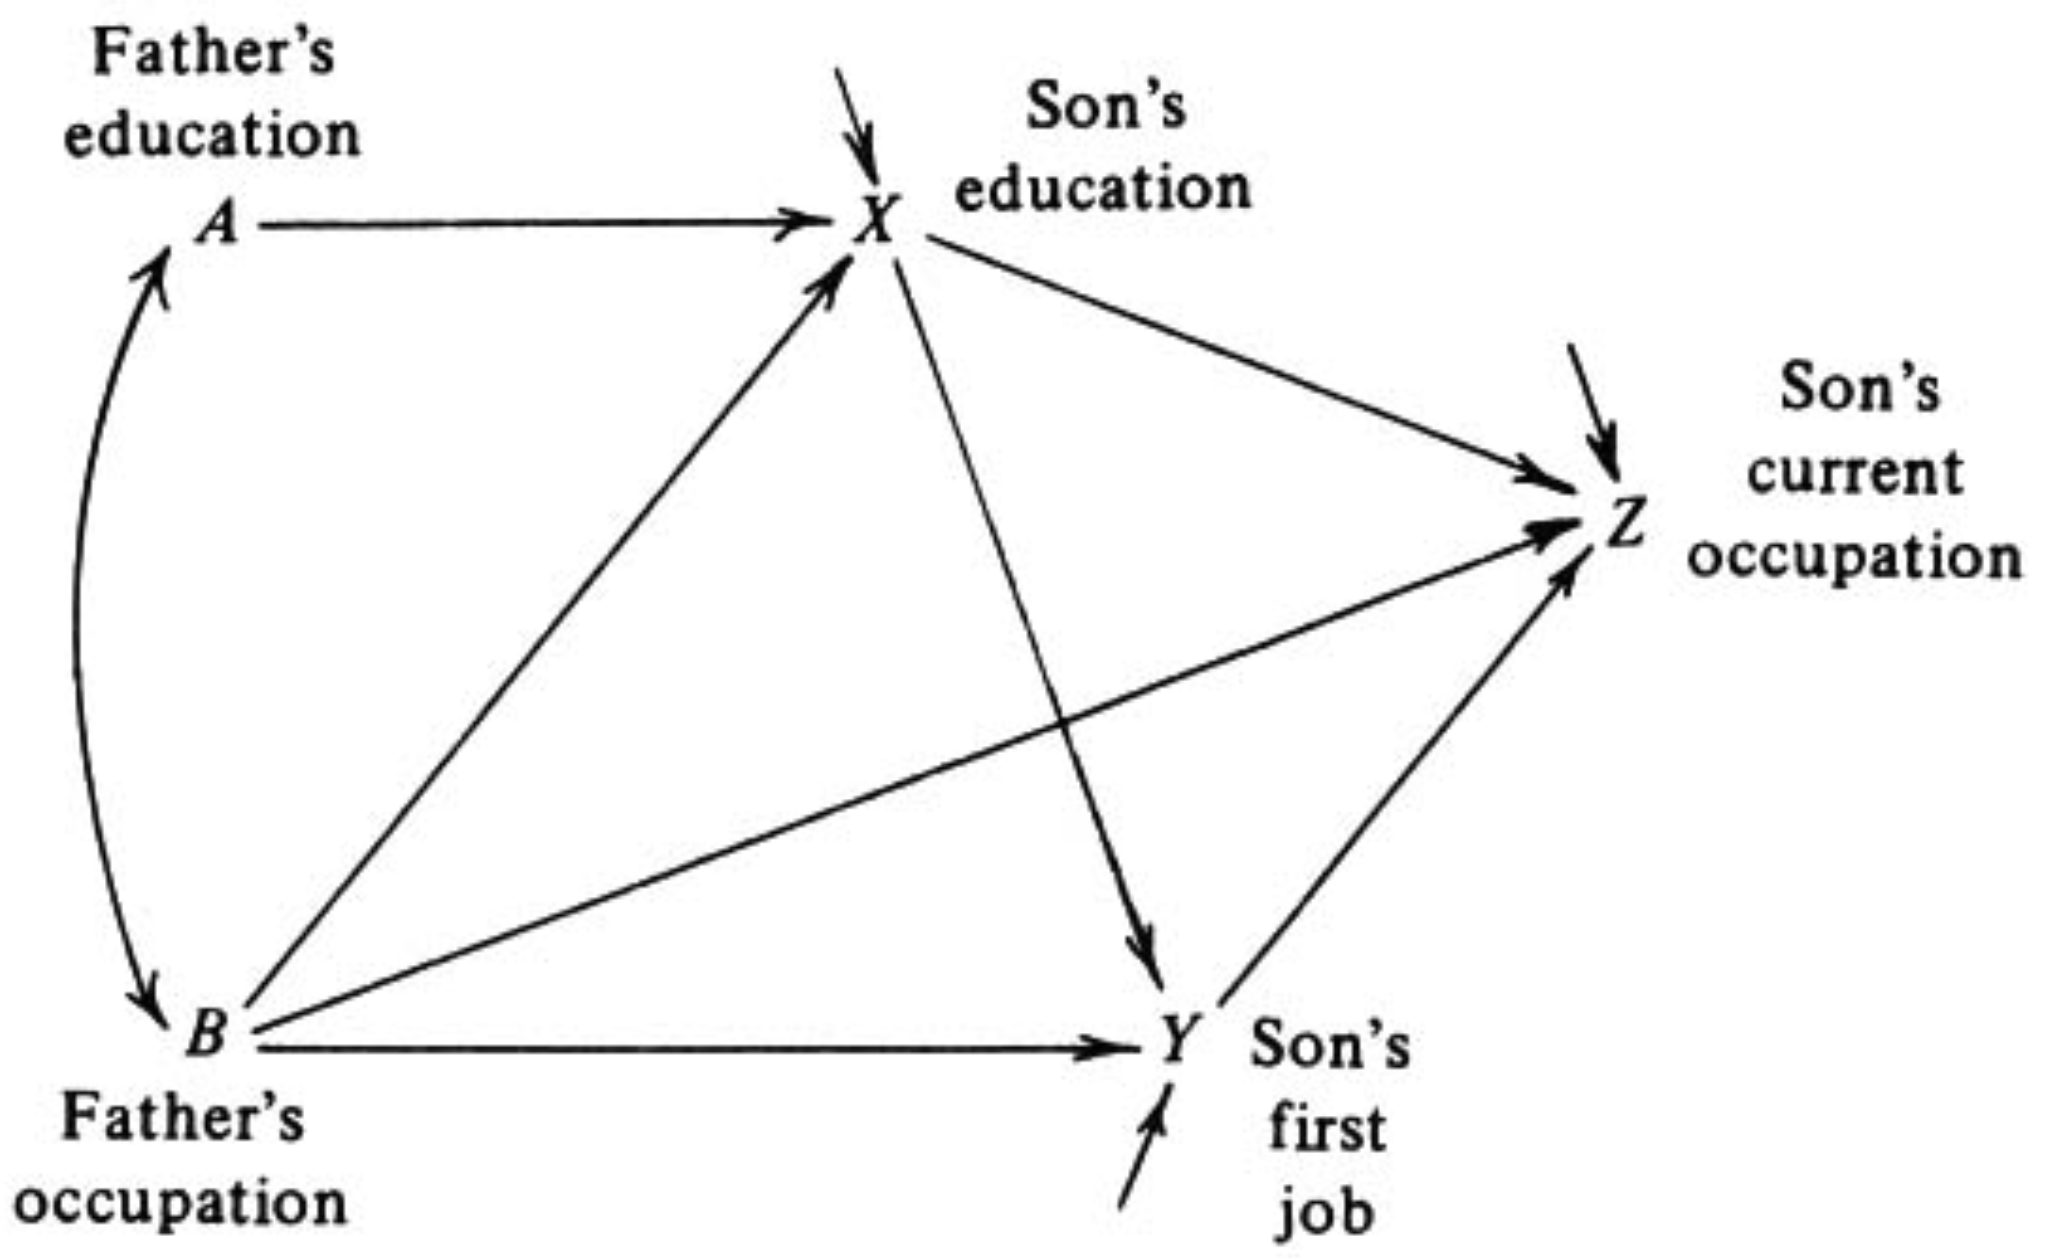 Father's
education
A
X
Son's
education
Z
Son's
current
occupation
B
Father's
occupation
Y
Son's
first
job